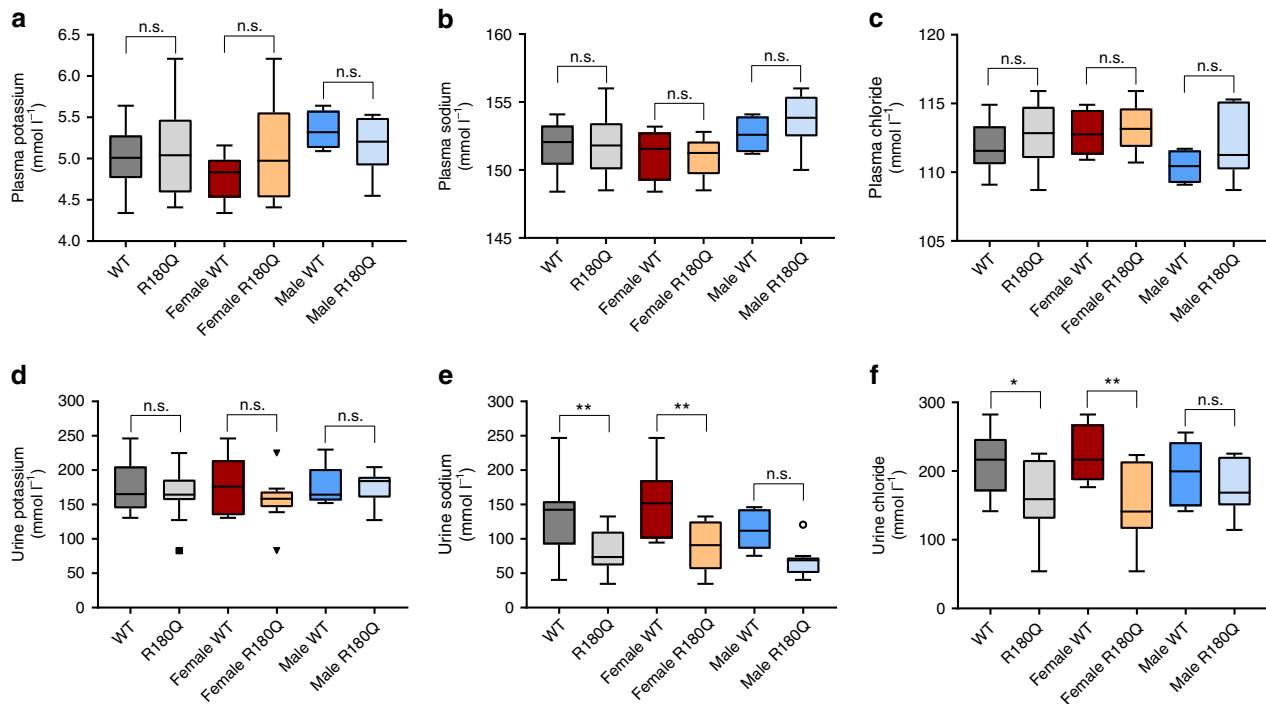 a
n.s.
n.s.
n.s.
6.5
6.0
5.5
5.0
4.5
4.0
Plasma potassium
(mmol l⁻¹)
WT
R180Q
Female WT
Female R180Q
Male WT
Male R180Q
b
n.s.
n.s.
n.s.
160
155
150
145
Plasma sodium
(mmol l⁻¹)
WT
R180Q
Female WT
Female R180Q
Male WT
Male R180Q
c
n.s.
n.s.
n.s.
120
115
110
105
Plasma chloride
(mmol l⁻¹)
WT
R180Q
Female WT
Female R180Q
Male WT
Male R180Q
d
n.s.
n.s.
n.s.
300
250
200
150
100
50
0
Urine potassium
(mmol l⁻¹)
WT
R180Q
Female WT
Female R180Q
Male WT
Male R180Q
e
**
**
n.s.
300
250
200
150
100
50
0
Urine sodium
(mmol l⁻¹)
WT
R180Q
Female WT
Female R180Q
Male WT
Male R180Q
f
*
**
n.s.
300
200
100
0
Urine chloride
(mmol l⁻¹)
WT
R180Q
Female WT
Female R180Q
Male WT
Male R180Q